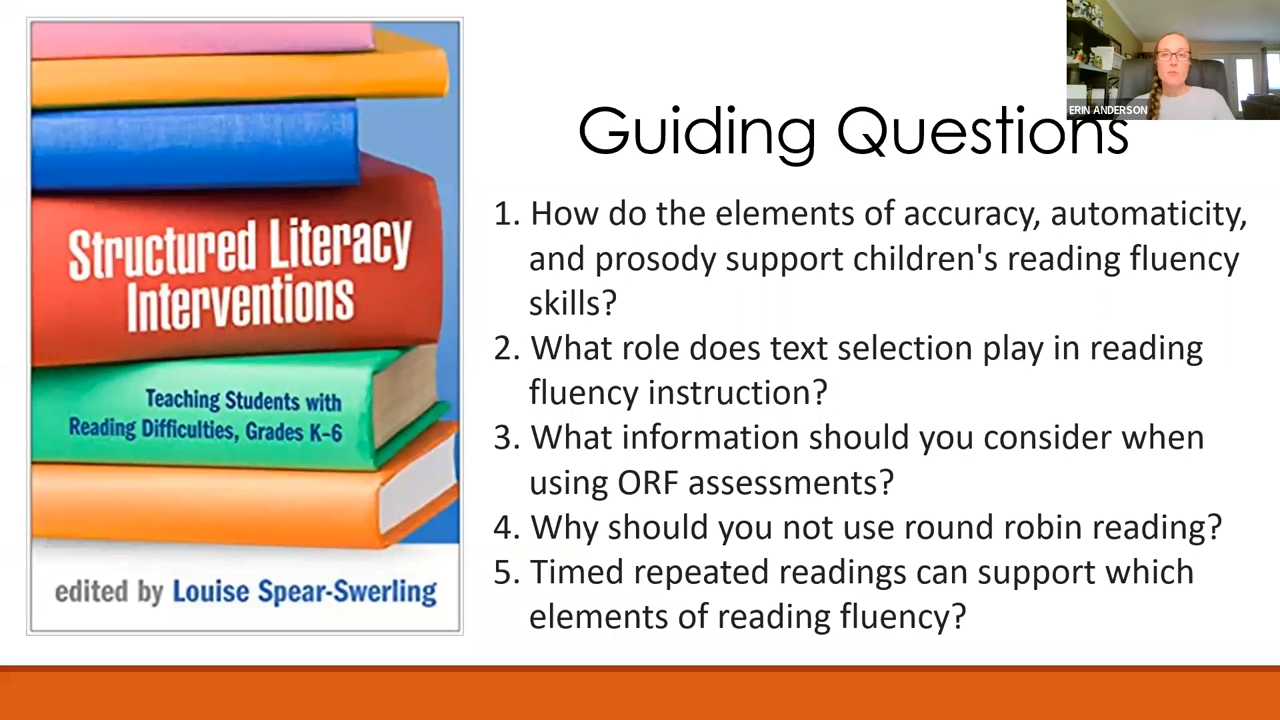 Structured Literacy
Interventions
Teaching Students with
Reading Difficulties, Grades K–6
edited by Louise Spear-Swerling
ERIN ANDERSON
Guiding Questions
1. How do the elements of accuracy, automaticity,
and prosody support children's reading fluency
skills?
2. What role does text selection play in reading
fluency instruction?
3. What information should you consider when
using ORF assessments?
4. Why should you not use round robin reading?
5. Timed repeated readings can support which
elements of reading fluency?